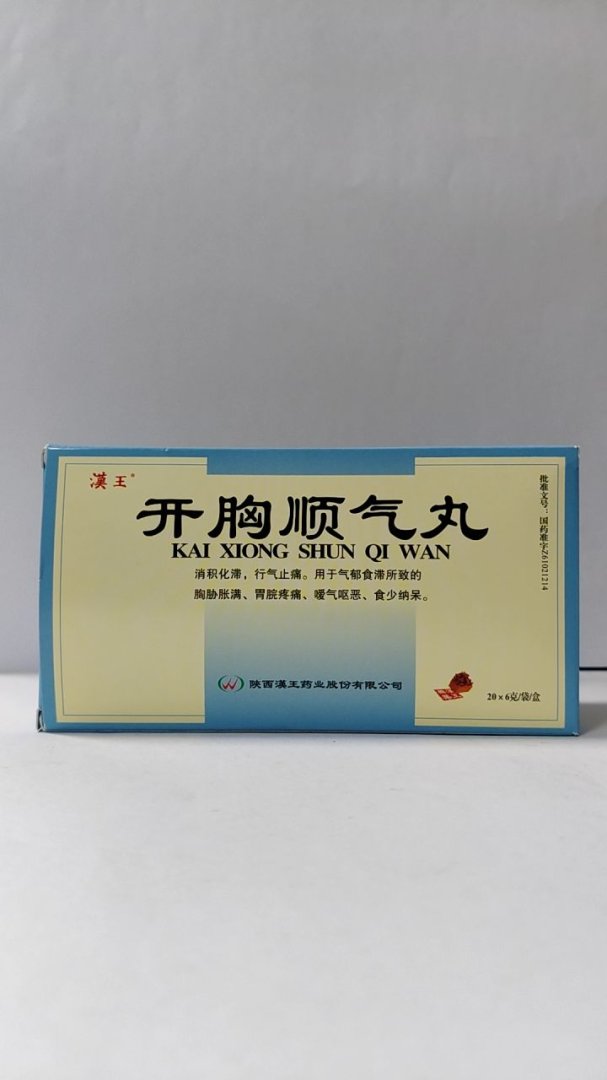 漢王®
开胸顺气丸
KAI XIONG SHUN QI WAN
消积化滞，行气止痛。用于气郁食滞所致的
胸胁胀满、胃脘疼痛、嗳气呕恶、食少纳呆。
批准文号：国药准字Z61021214
陕西漢王药业股份有限公司
20×6克/袋/盒